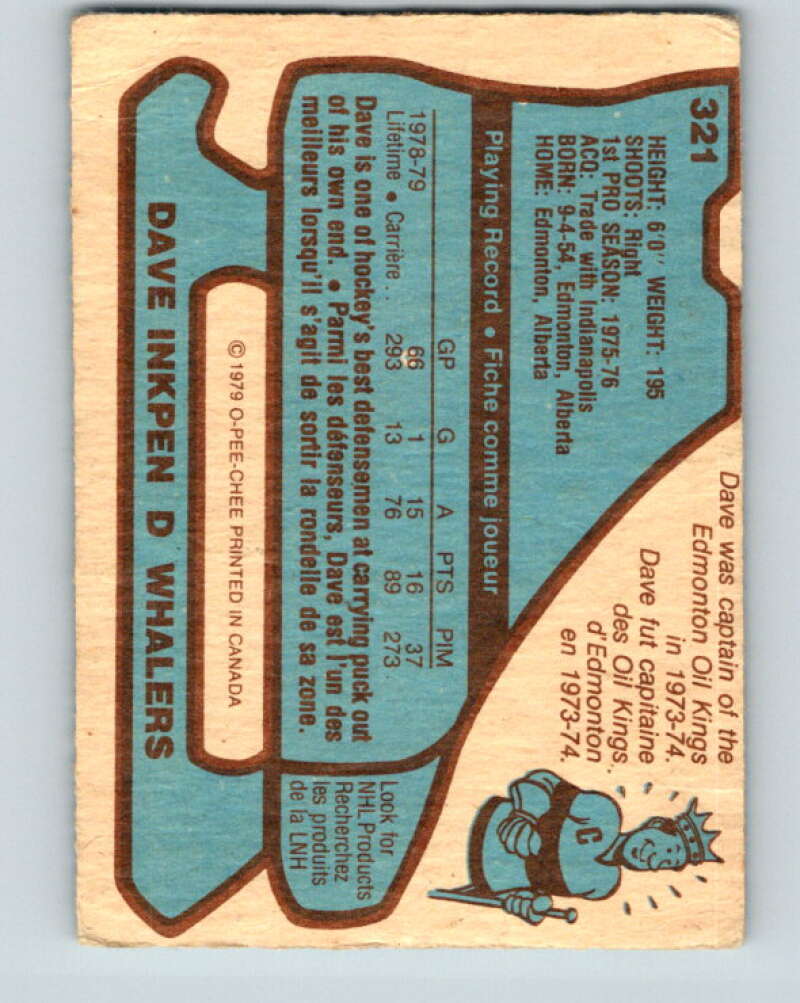 321
HEIGHT: 6'0" WEIGHT: 195
SHOOTS: Right
1st PRO SEASON: 1975-76
ACQ: Trade with Indianapolis
BORN: 9-4-54, Edmonton, Alberta
HOME: Edmonton, Alberta
Dave was captain of the
Edmonton Oil Kings
in 1973-74.
Dave fut capitaine
des Oil Kings
d'Edmonton
en 1973-74.
C
Playing Record • Fiche comme joueur
GP G A PTS PIM
1978-79 66 1 15 16 37
Lifetime • Carrière.. 293 13 76 89 273
Dave is one of hockey's best defensemen at carrying puck out
of his own end. • Parmi les défenseurs, Dave est l'un des
meilleurs lorsqu'il s'agit de sortir la rondelle de sa zone.
Look for
NHL Products
Recherchez
les produits
de la LNH
© 1979 O-PEE-CHEE PRINTED IN CANADA
DAVE INKPEN D WHALERS